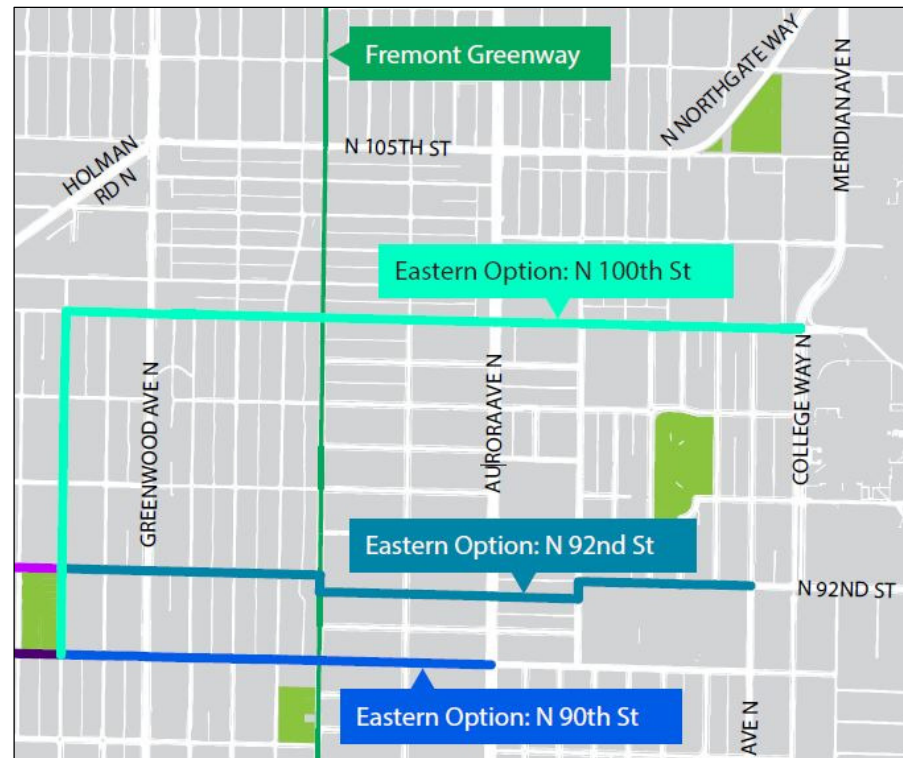 Fremont Greenway
N NORTHGATE WAY
MERIDIAN AVE N
N 105TH ST
HOLMAN
RD N
Eastern Option: N 100th St
GREENWOOD AVE N
AURORA AVE N
COLLEGE WAY N
Eastern Option: N 92nd St
N 92ND ST
Eastern Option: N 90th St
AVE N